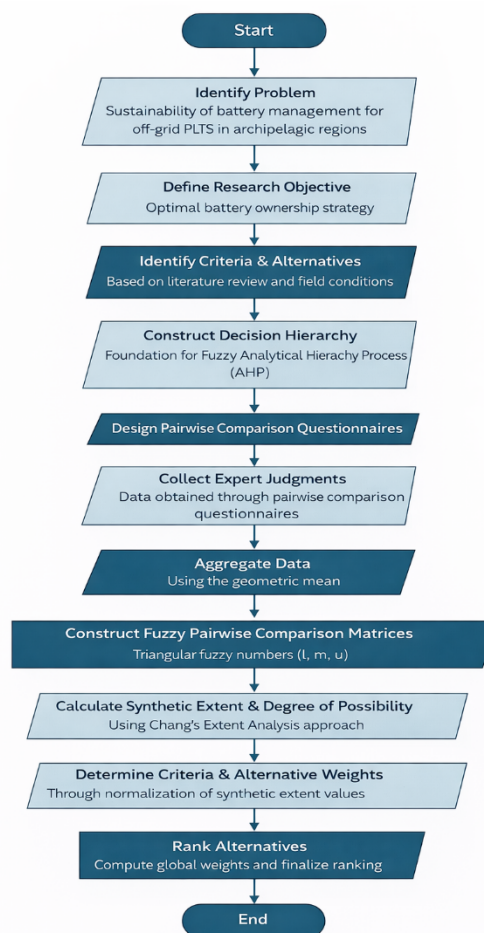 Start
Identify Problem
Sustainability of battery management for
off-grid PLTS in archipelagic regions
Define Research Objective
Optimal battery ownership strategy
Identify Criteria & Alternatives
Based on literature review and field conditions
Construct Decision Hierarchy
Foundation for Fuzzy Analytical Hierachy Process
(AHP)
Design Pairwise Comparison Questionnaires
Collect Expert Judgments
Data obtained through pairwise comparison
questionnaires
Aggregate Data
Using the geometric mean
Construct Fuzzy Pairwise Comparison Matrices
Triangular fuzzy numbers (l, m, u)
Calculate Synthetic Extent & Degree of Possibility
Using Chang's Extent Analysis approach
Determine Criteria & Alternative Weights
Through normalization of synthetic extent values
Rank Alternatives
Compute global weights and finalize ranking
End